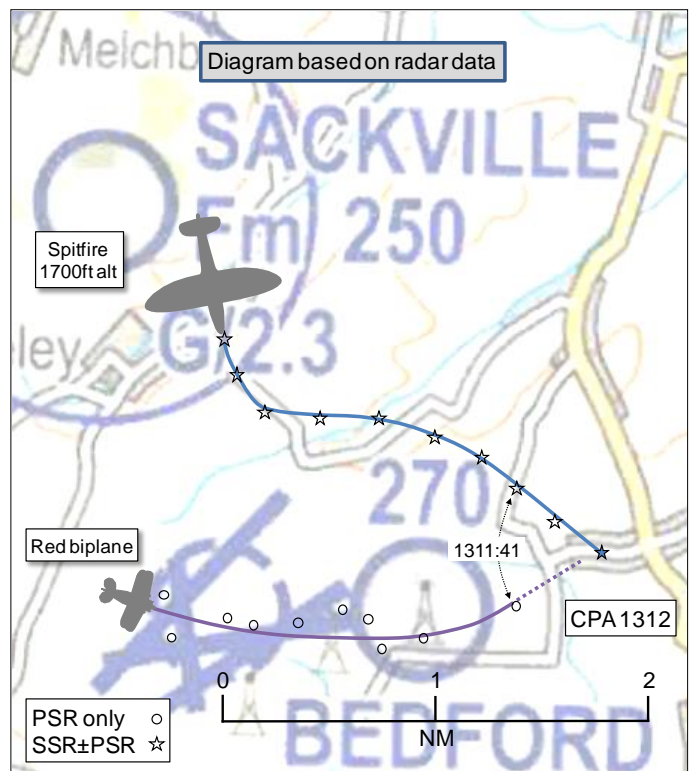 Melchb
Diagram based on radar data
SACKVILLE
Fm 250
Spitfire
1700ft alt
ley
G/2.3
270
Red biplane
1311:41
CPA 1312
0 1 2
NM
PSR only
SSR±PSR
BEDFORD